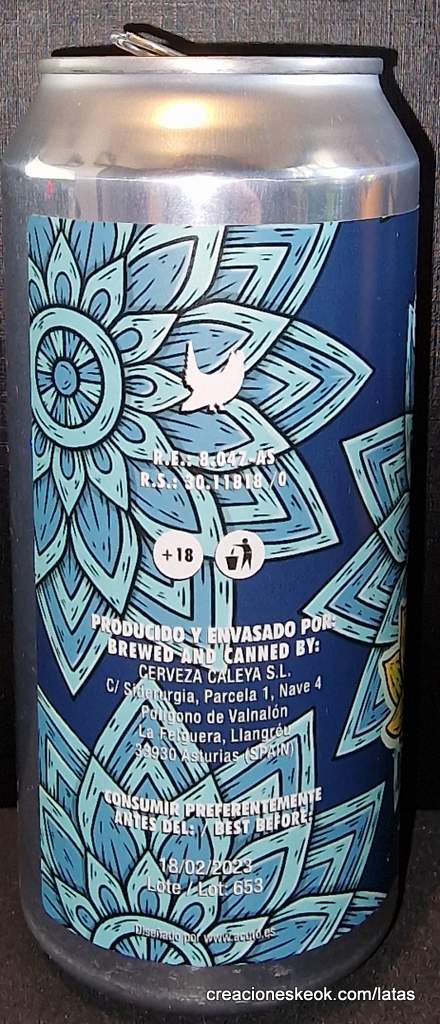 R.E.: 8.047-AS
R.S.: 30.11818 /O
+18
PRODUCIDO Y ENVASADO POR:
BREWED AND CANNED BY:
CERVEZA CALEYA S.L.
C/ Siderurgia, Parcela 1, Nave 4
Polígono de Valnalón
La Felguera, Llangréu
33930 Asturias (SPAIN)
CONSUMIR PREFERENTEMENTE
ANTES DEL: / BEST BEFORE:
18/02/2023
Lote / Lot: 653
Diseñado por www.acuto.es
creacioneskeok.com/latas